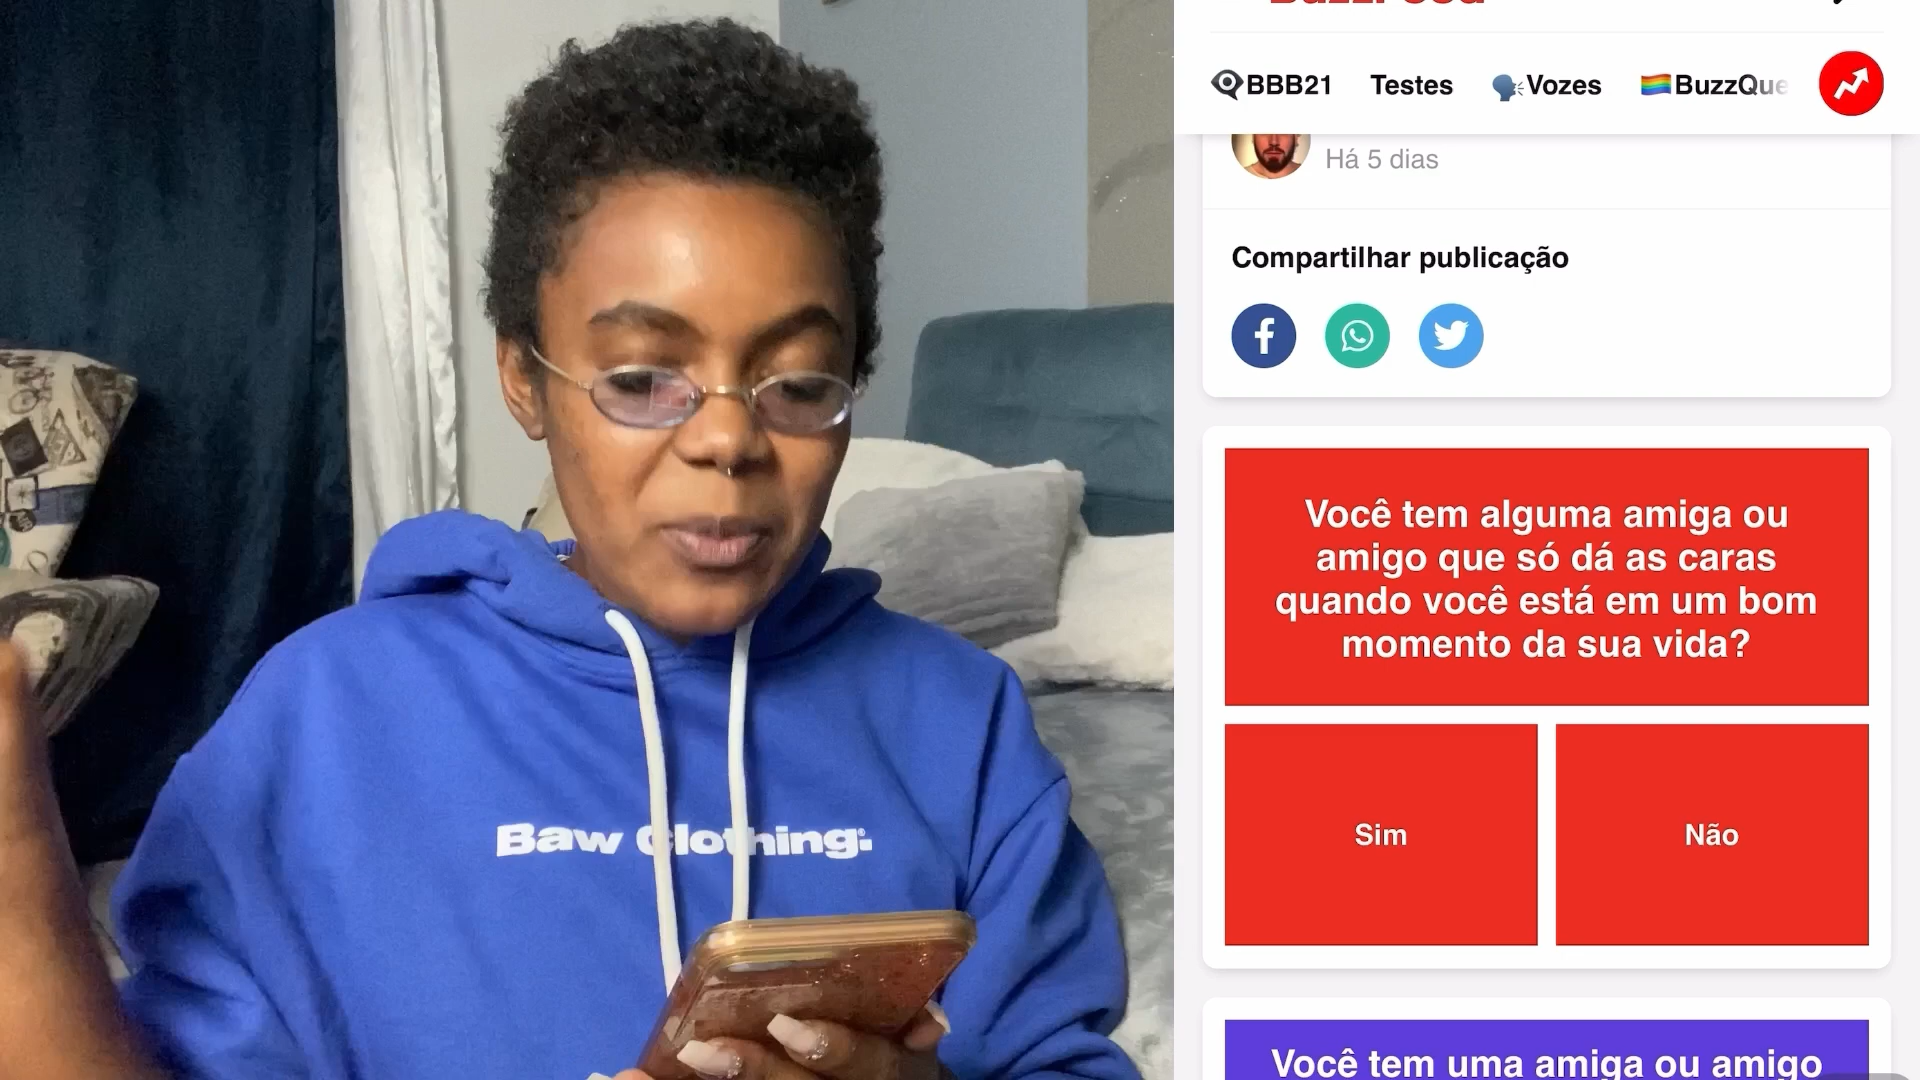 BBB21 Testes Vozes BuzzQue
Há 5 dias
Compartilhar publicação
Você tem alguma amiga ou
amigo que só dá as caras
quando você está em um bom
momento da sua vida?
Sim
Não
Você tem uma amiga ou amigo
Baw Clothing